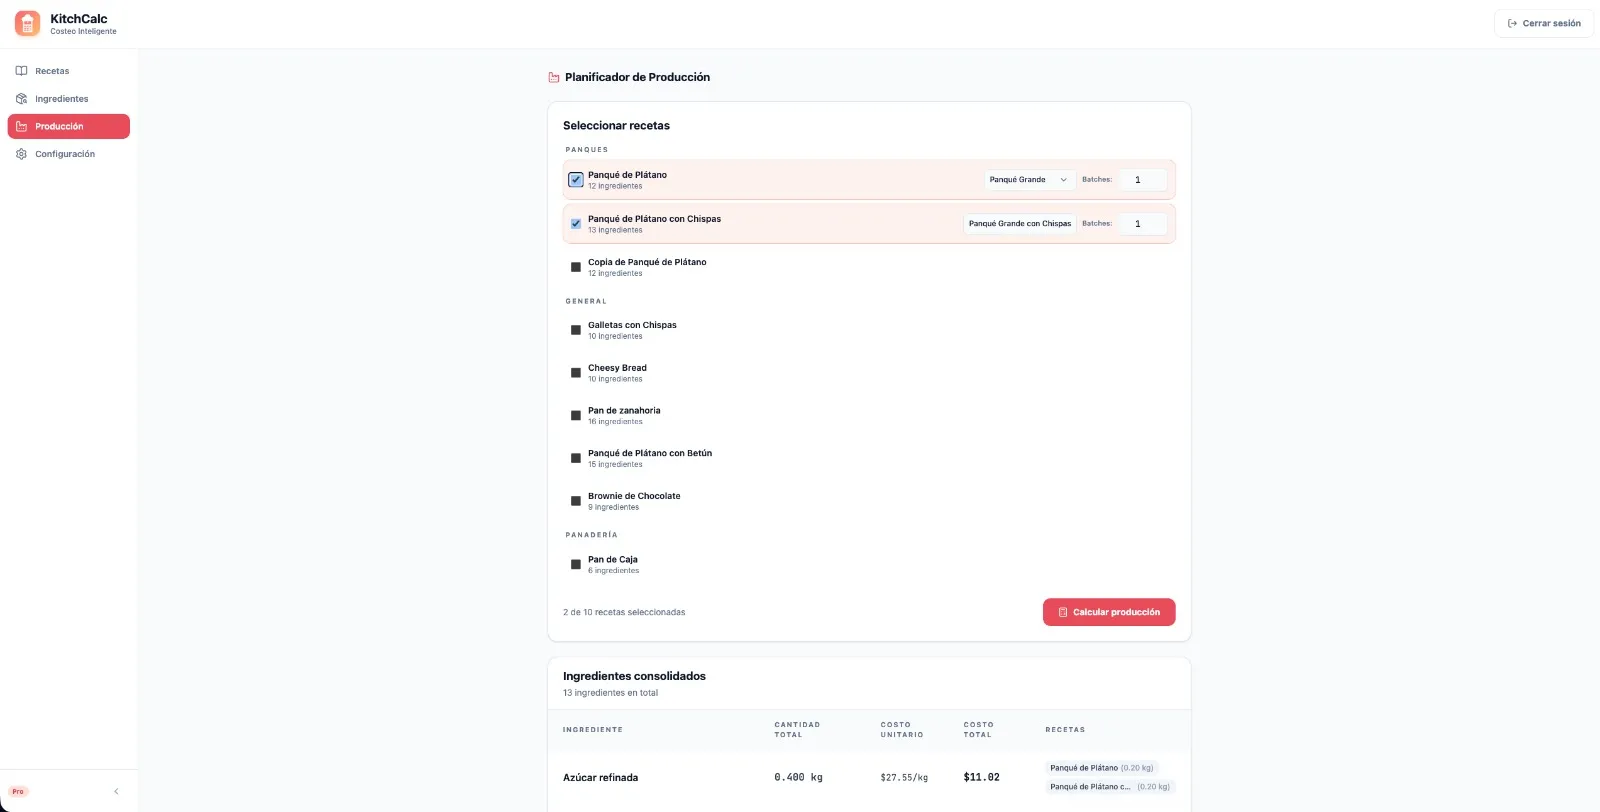 KitchCalc
Costeo Inteligente
Cerrar sesión
Recetas
Ingredientes
Producción
Configuración
Pro
Planificador de Producción
Seleccionar recetas
PANQUES
Panqué de Plátano
12 ingredientes
Panqué Grande
Batches:
1
Panqué de Plátano con Chispas
13 ingredientes
Panqué Grande con Chispas
Batches:
1
Copia de Panqué de Plátano
12 ingredientes
GENERAL
Galletas con Chispas
10 ingredientes
Cheesy Bread
10 ingredientes
Pan de zanahoria
16 ingredientes
Panqué de Plátano con Betún
15 ingredientes
Brownie de Chocolate
9 ingredientes
PANADERÍA
Pan de Caja
6 ingredientes
2 de 10 recetas seleccionadas
Calcular producción
Ingredientes consolidados
13 ingredientes en total
INGREDIENTE
CANTIDAD
TOTAL
COSTO
UNITARIO
COSTO
TOTAL
RECETAS
Azúcar refinada
0.400 kg
$27.55/kg
$11.02
Panqué de Plátano (0.20 kg)
Panqué de Plátano c... (0.20 kg)